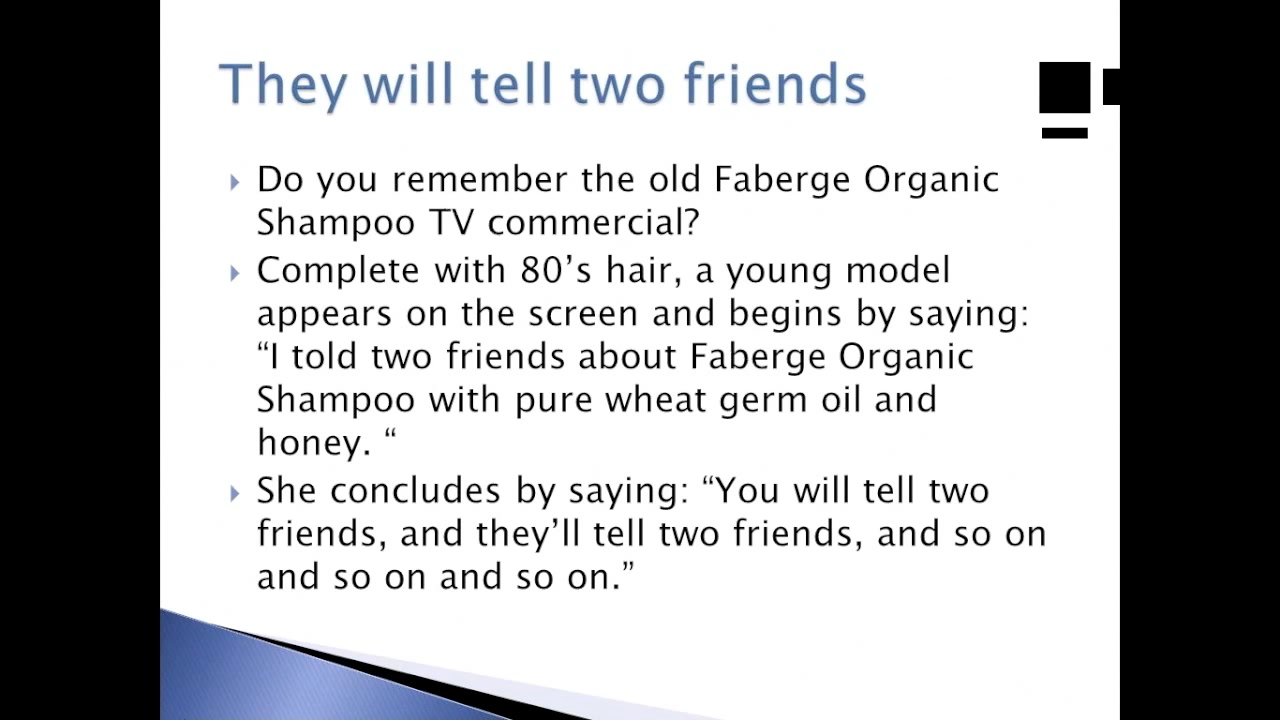 They will tell two friends
Do you remember the old Faberge Organic
Shampoo TV commercial?
Complete with 80’s hair, a young model
appears on the screen and begins by saying:
“I told two friends about Faberge Organic
Shampoo with pure wheat germ oil and
honey. “
She concludes by saying: “You will tell two
friends, and they’ll tell two friends, and so on
and so on and so on.”